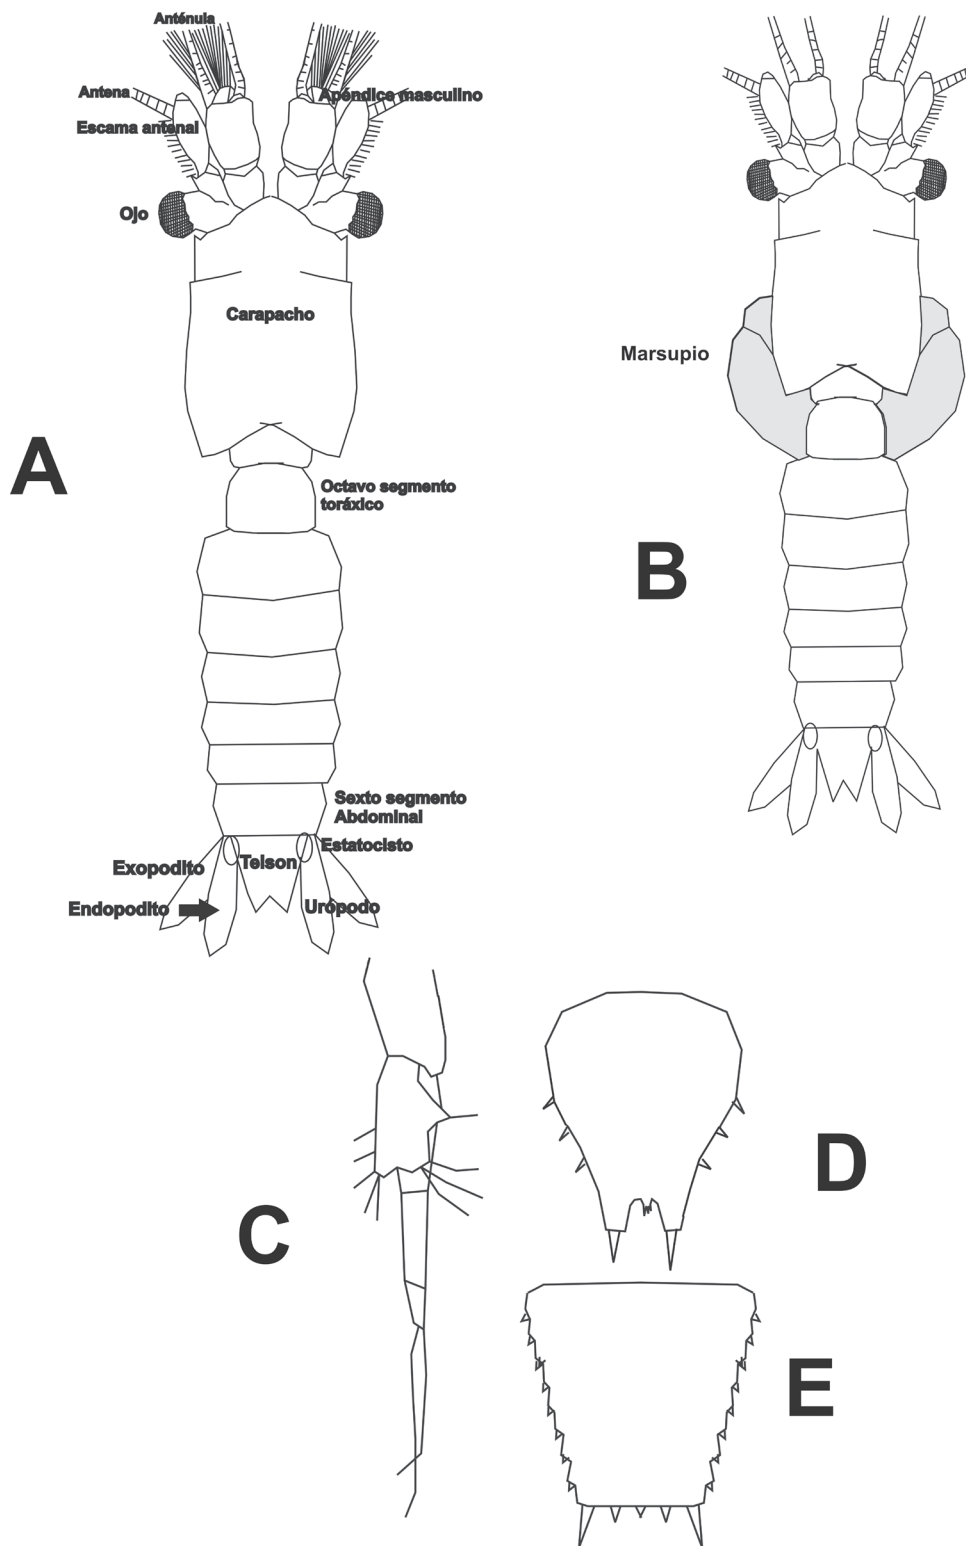 Anténula
Antena
Apéndice masculino
Escama antenal
Ojo
Carapacho
Marsupio
A
Octavo segmento
toráxico
B
Sexto segmento
Abdominal
Estatocisto
Exopodito
Telson
Endopodito
Urópodo
C
D
E